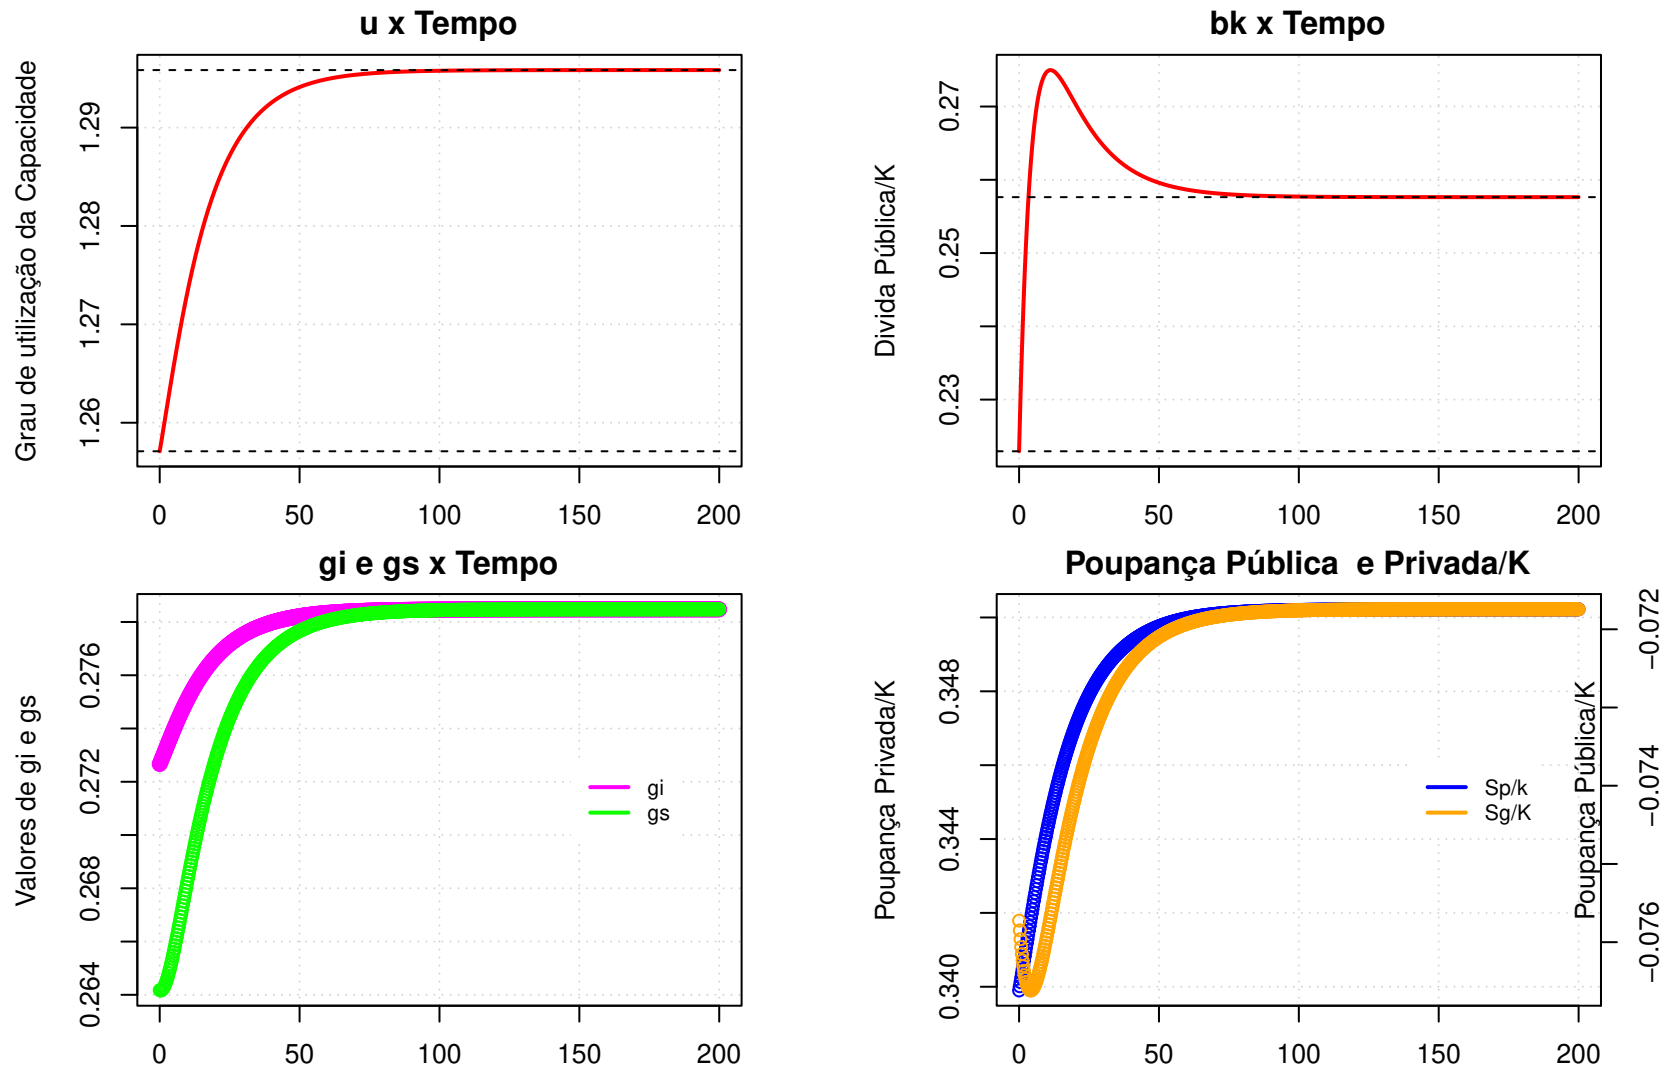 u x Tempo
Grau de utilização da Capacidade
1.29
1.28
1.27
1.26
0 50 100 150 200
bk x Tempo
Divida Pública/K
0.27
0.25
0.23
0 50 100 150 200
gi e gs x Tempo
Valores de gi e gs
0.276
0.272
0.268
0.264
gi
gs
0 50 100 150 200
Poupança Pública  e Privada/K
Poupança Privada/K
0.348
0.344
0.340
Sp/k
Sg/K
Poupança Pública/K
−0.072
−0.074
−0.076
0 50 100 150 200